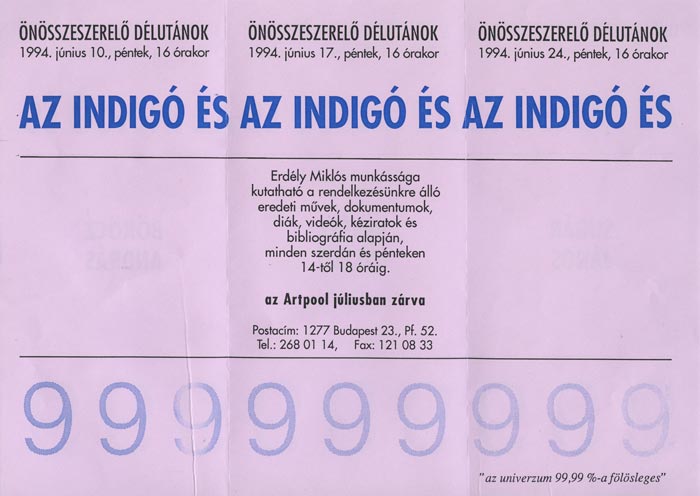 ÖNÖSSZESZERELŐ DÉLUTÁNOK
1994. június 10., péntek, 16 órakor
AZ INDIGÓ ÉS
ÖNÖSSZESZERELŐ DÉLUTÁNOK
1994. június 17., péntek, 16 órakor
AZ INDIGÓ ÉS
ÖNÖSSZESZERELŐ DÉLUTÁNOK
1994. június 24., péntek, 16 órakor
AZ INDIGÓ ÉS
Erdély Miklós munkássága
kutatható a rendelkezésünkre álló
eredeti művek, dokumentumok,
diák, videók, kéziratok és
bibliográfia alapján,
minden szerdán és pénteken
14-től 18 óráig.
az Artpool júliusban zárva
Postacím: 1277 Budapest 23., Pf. 52.
Tel.: 268 01 14, Fax: 121 08 33
9 9 9 9 9 9 9 9 9
"az univerzum 99,99 %-a fölösleges"